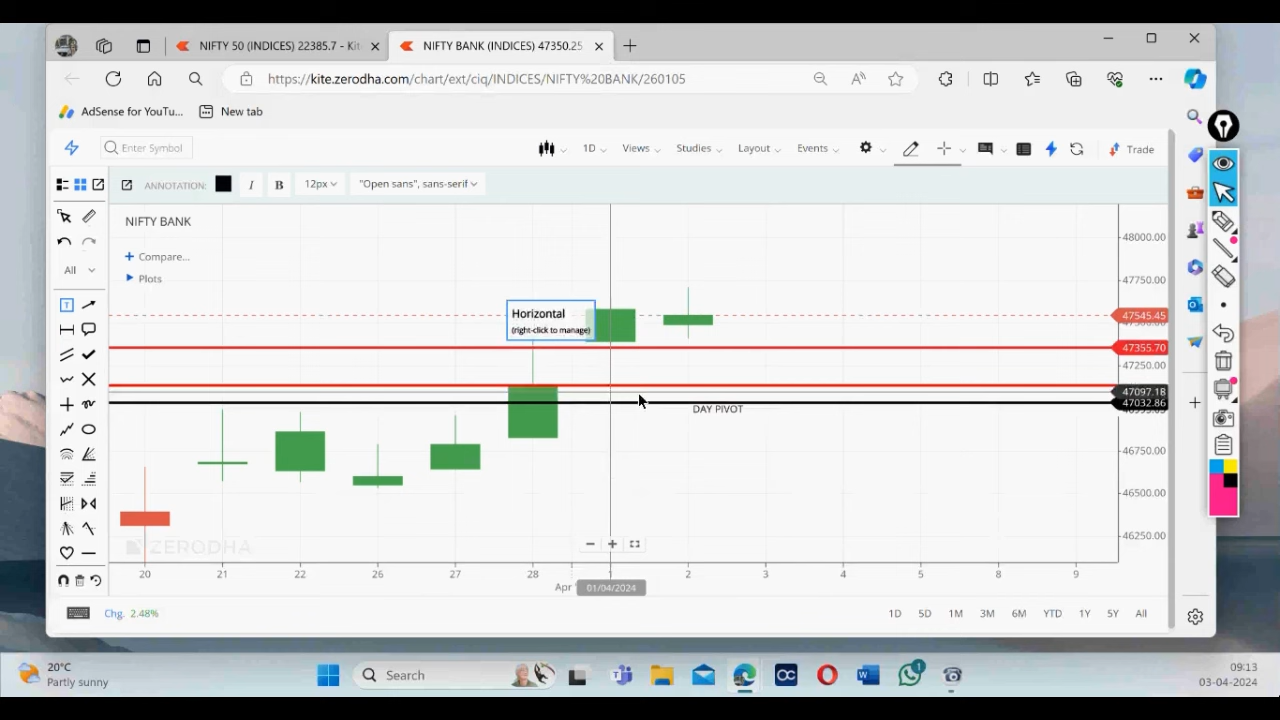 NIFTY 50 (INDICES) 22385.7 - Kit
NIFTY BANK (INDICES) 47350.25
https://kite.zerodha.com/chart/ext/ciq/INDICES/NIFTY%20BANK/260105
AdSense for YouTu...
New tab
Enter Symbol
1D
Views
Studies
Layout
Events
Trade
ANNOTATION:
I
B
12px
"Open sans", sans-serif
NIFTY BANK
Compare...
Plots
All
T
Horizontal
(right-click to manage)
DAY PIVOT
48000.00
47750.00
47545.45
47355.70
47250.00
47097.18
47032.86
46750.00
46500.00
46250.00
ZERODHA
20
21
22
26
27
28
1
2
3
4
5
8
9
Apr
01/04/2024
Chg. 2.48%
1D
5D
1M
3M
6M
YTD
1Y
5Y
All
20°C
Partly sunny
Search
1
09:13
03-04-2024